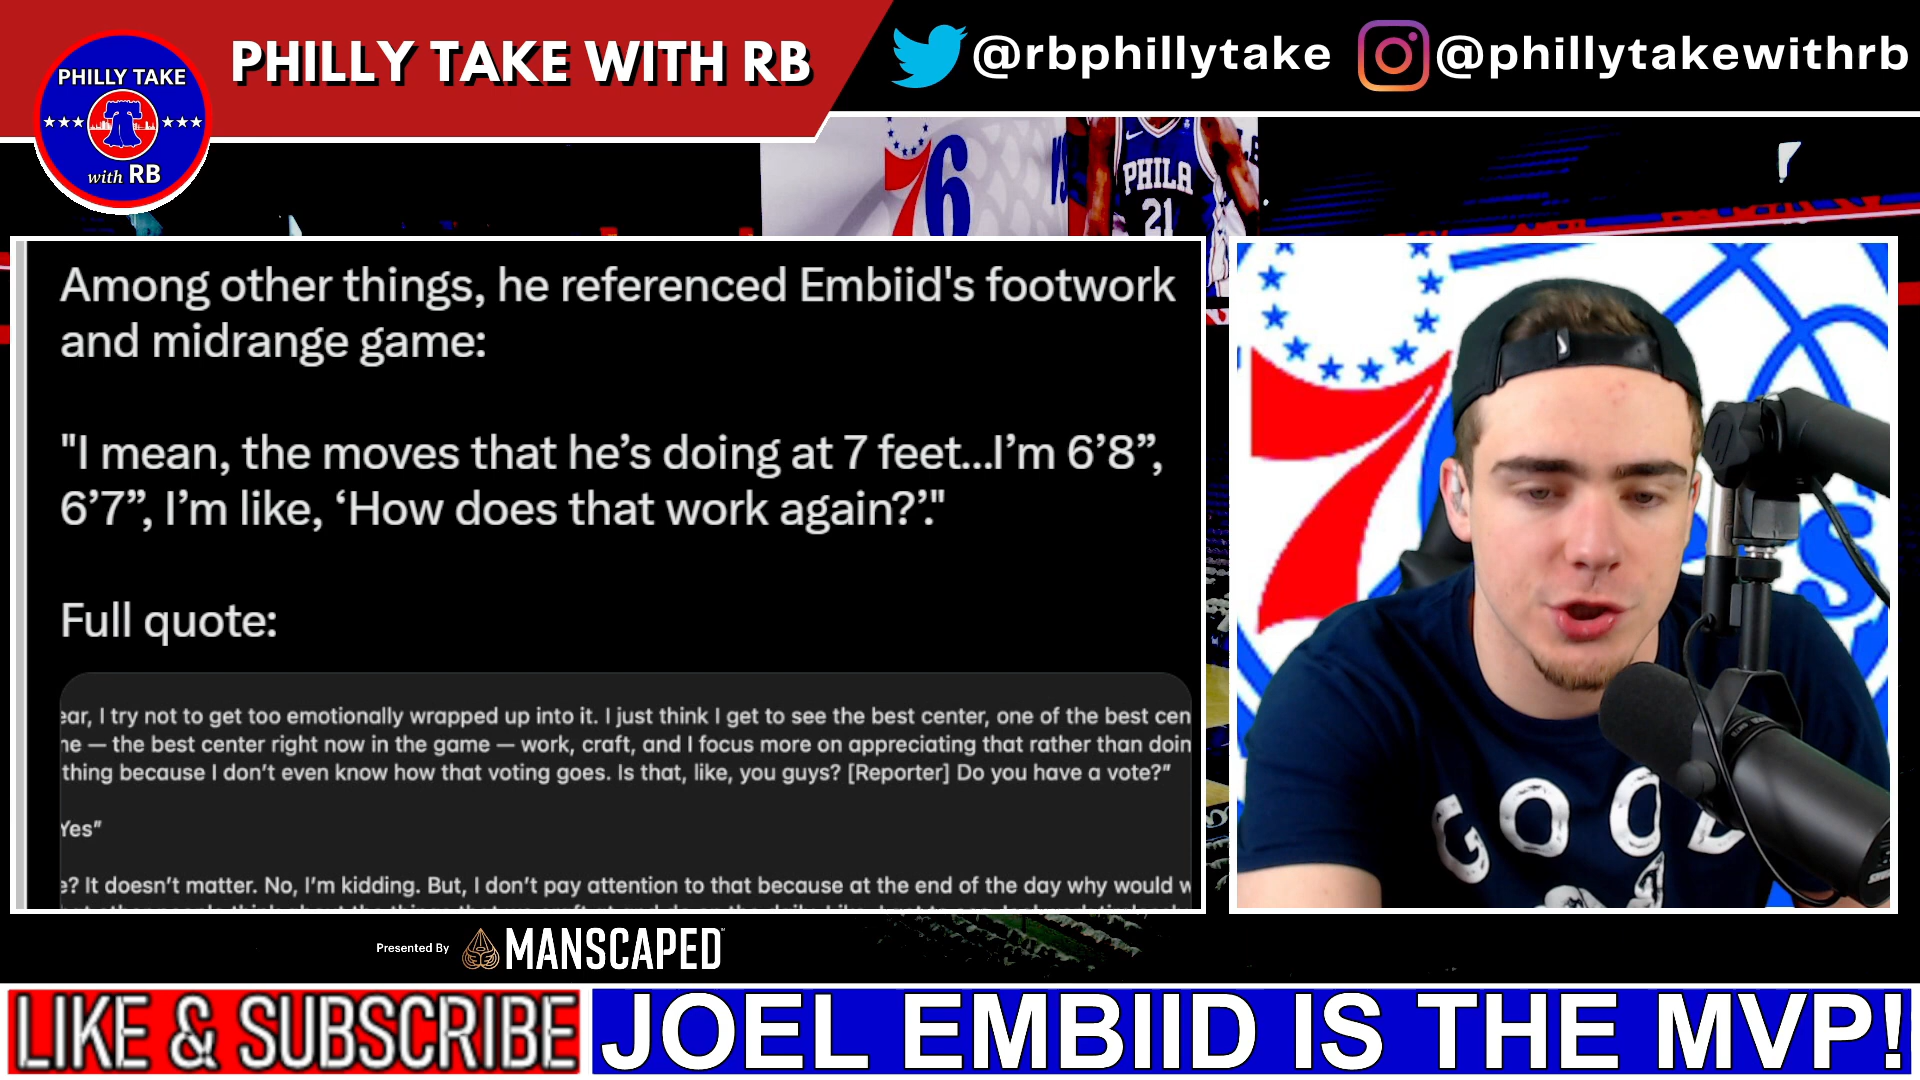 PHILLY TAKE WITH RB
@rbphillytake
@phillytakewithrb
PHILLY TAKE
with RB
76
PHILA
21
Among other things, he referenced Embiid's footwork
and midrange game:
"I mean, the moves that he’s doing at 7 feet...I’m 6’8”,
6’7”, I’m like, ‘How does that work again?’."
Full quote:
ear, I try not to get too emotionally wrapped up into it. I just think I get to see the best center, one of the best cen
ne — the best center right now in the game — work, craft, and I focus more on appreciating that rather than doin
thing because I don’t even know how that voting goes. Is that, like, you guys? [Reporter] Do you have a vote?”
Yes”
e? It doesn’t matter. No, I’m kidding. But, I don’t pay attention to that because at the end of the day why would w
GOOD
Presented By
MANSCAPED
LIKE & SUBSCRIBE
JOEL EMBIID IS THE MVP!